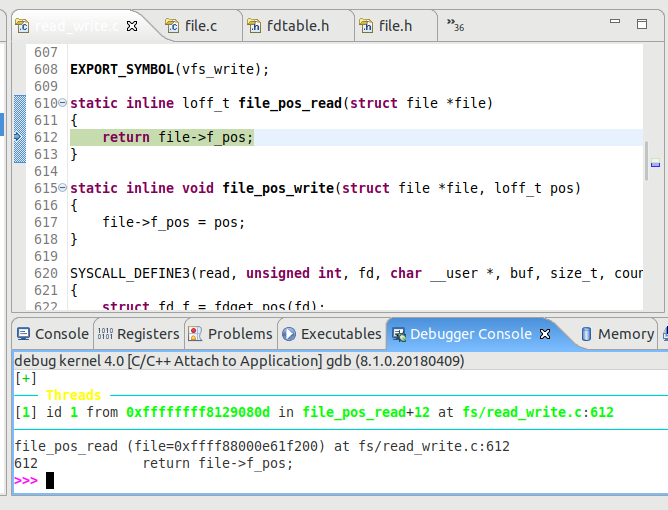 read_write.c file.c fdtable.h file.h »36
607
608 EXPORT_SYMBOL(vfs_write);
609
610 static inline loff_t file_pos_read(struct file *file)
611 {
612     return file->f_pos;
613 }
614
615 static inline void file_pos_write(struct file *file, loff_t pos)
616 {
617     file->f_pos = pos;
618 }
619
620 SYSCALL_DEFINE3(read, unsigned int, fd, char __user *, buf, size_t, coun
621 {
622     struct fd f = fdget_pos(fd);
Console Registers Problems Executables Debugger Console Memory
debug kernel 4.0 [C/C++ Attach to Application] gdb (8.1.0.20180409)
[+]
Threads
[1] id 1 from 0xffffffff8129080d in file_pos_read+12 at fs/read_write.c:612
file_pos_read (file=0xffff88000e61f200) at fs/read_write.c:612
612             return file->f_pos;
>>>